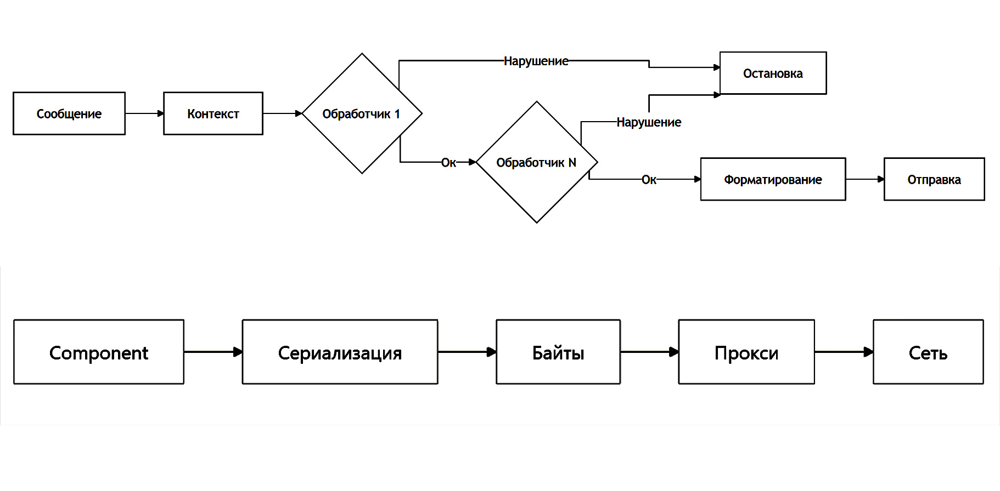 Сообщение
Контекст
Обработчик 1
Нарушение
Остановка
Ок
Обработчик N
Нарушение
Ок
Форматирование
Отправка
Component
Сериализация
Байты
Прокси
Сеть